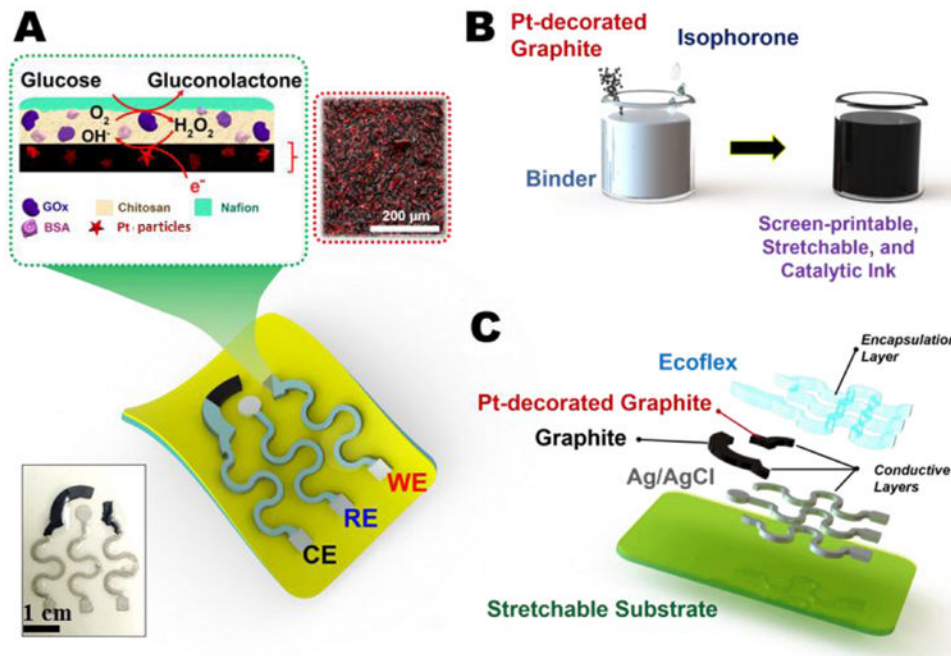 A
Glucose
Gluconolactone
O2
H2O2
OH-
e-
GOx
Chitosan
Nafion
BSA
Pt particles
200 µm
WE
RE
CE
1 cm
B
Pt-decorated
Graphite
Isophorone
Binder
Screen-printable,
Stretchable, and
Catalytic Ink
C
Encapsulation
Layer
Ecoflex
Pt-decorated Graphite
Graphite
Ag/AgCl
Conductive
Layers
Stretchable Substrate